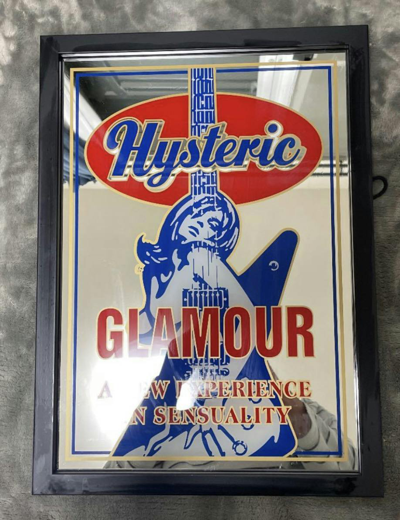 Hysteric
GLAMOUR
A NEW EXPERIENCE
IN SENSUALITY